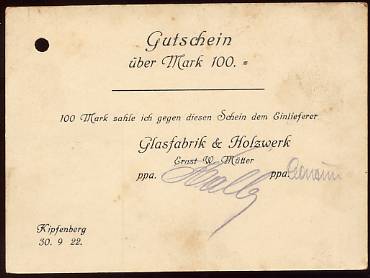 Gutschein
über Mark 100.=
100 Mark zahle ich gegen diesen Schein dem Einlieferer
Glasfabrik & Holzwerk
Ernst W. Mütter
ppa. ppa.
Kipfenberg
30. 9 22.